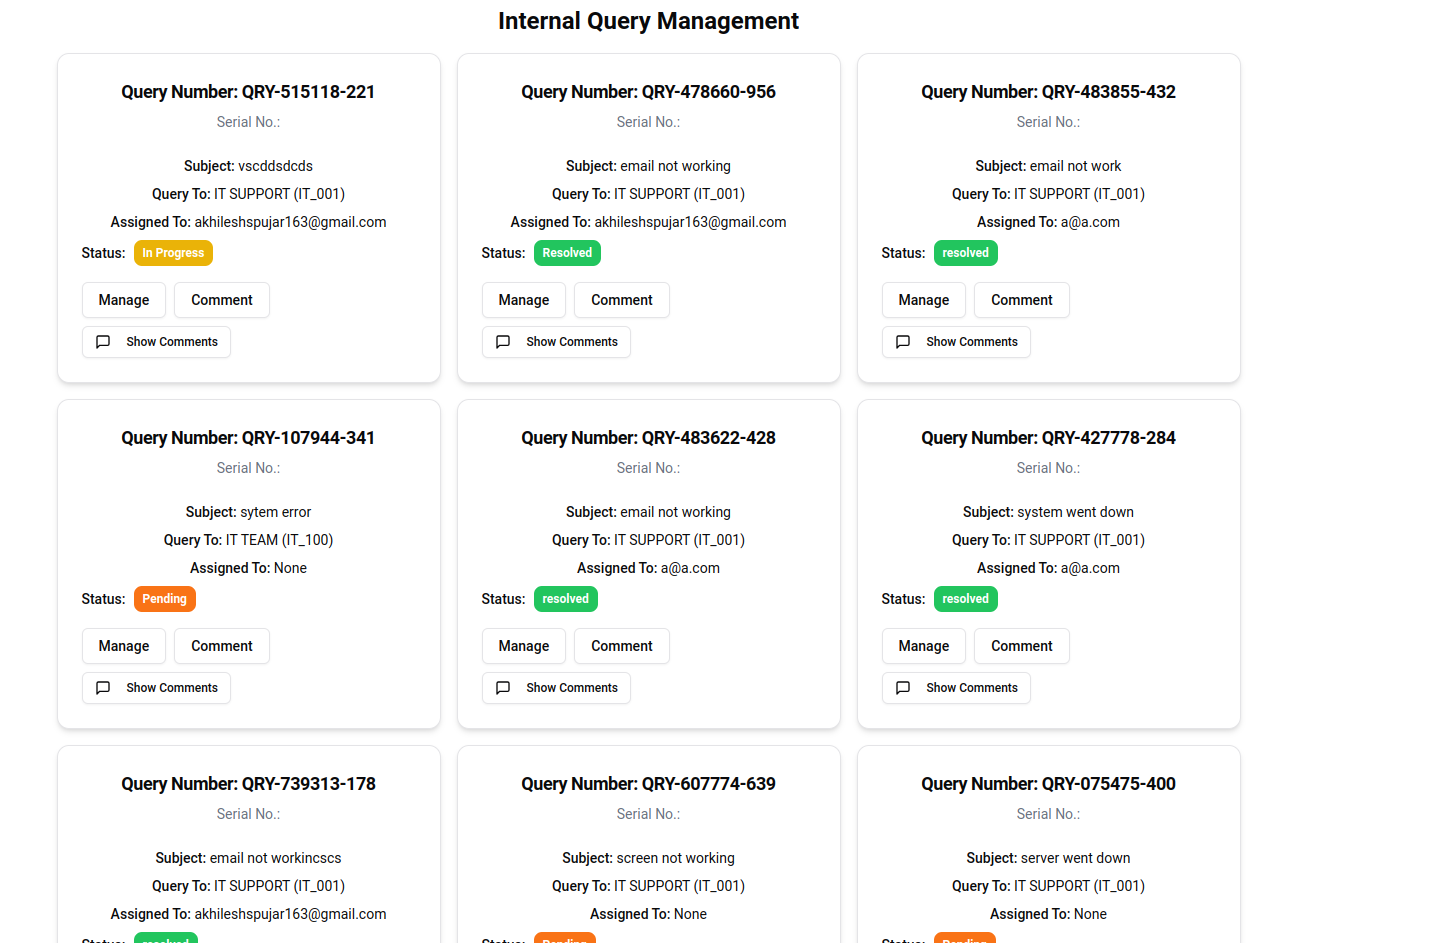 Internal Query Management
Query Number: QRY-515118-221
Serial No.:
Subject: vscddsdcds
Query To: IT SUPPORT (IT_001)
Assigned To: akhileshspujar163@gmail.com
Status: In Progress
Manage Comment
Show Comments
Query Number: QRY-478660-956
Serial No.:
Subject: email not working
Query To: IT SUPPORT (IT_001)
Assigned To: akhileshspujar163@gmail.com
Status: Resolved
Manage Comment
Show Comments
Query Number: QRY-483855-432
Serial No.:
Subject: email not work
Query To: IT SUPPORT (IT_001)
Assigned To: a@a.com
Status: resolved
Manage Comment
Show Comments
Query Number: QRY-107944-341
Serial No.:
Subject: sytem error
Query To: IT TEAM (IT_100)
Assigned To: None
Status: Pending
Manage Comment
Show Comments
Query Number: QRY-483622-428
Serial No.:
Subject: email not working
Query To: IT SUPPORT (IT_001)
Assigned To: a@a.com
Status: resolved
Manage Comment
Show Comments
Query Number: QRY-427778-284
Serial No.:
Subject: system went down
Query To: IT SUPPORT (IT_001)
Assigned To: a@a.com
Status: resolved
Manage Comment
Show Comments
Query Number: QRY-739313-178
Serial No.:
Subject: email not workincscs
Query To: IT SUPPORT (IT_001)
Assigned To: akhileshspujar163@gmail.com
Status: resolved
Query Number: QRY-607774-639
Serial No.:
Subject: screen not working
Query To: IT SUPPORT (IT_001)
Assigned To: None
Status: Pending
Query Number: QRY-075475-400
Serial No.:
Subject: server went down
Query To: IT SUPPORT (IT_001)
Assigned To: None
Status: Pending